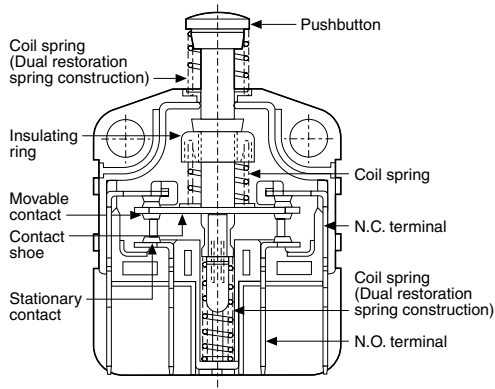 Pushbutton
Coil spring
(Dual restoration
spring construction)
Insulating
ring
Coil spring
Movable
contact
Contact
shoe
N.C. terminal
Stationary
contact
Coil spring
(Dual restoration
spring construction)
N.O. terminal